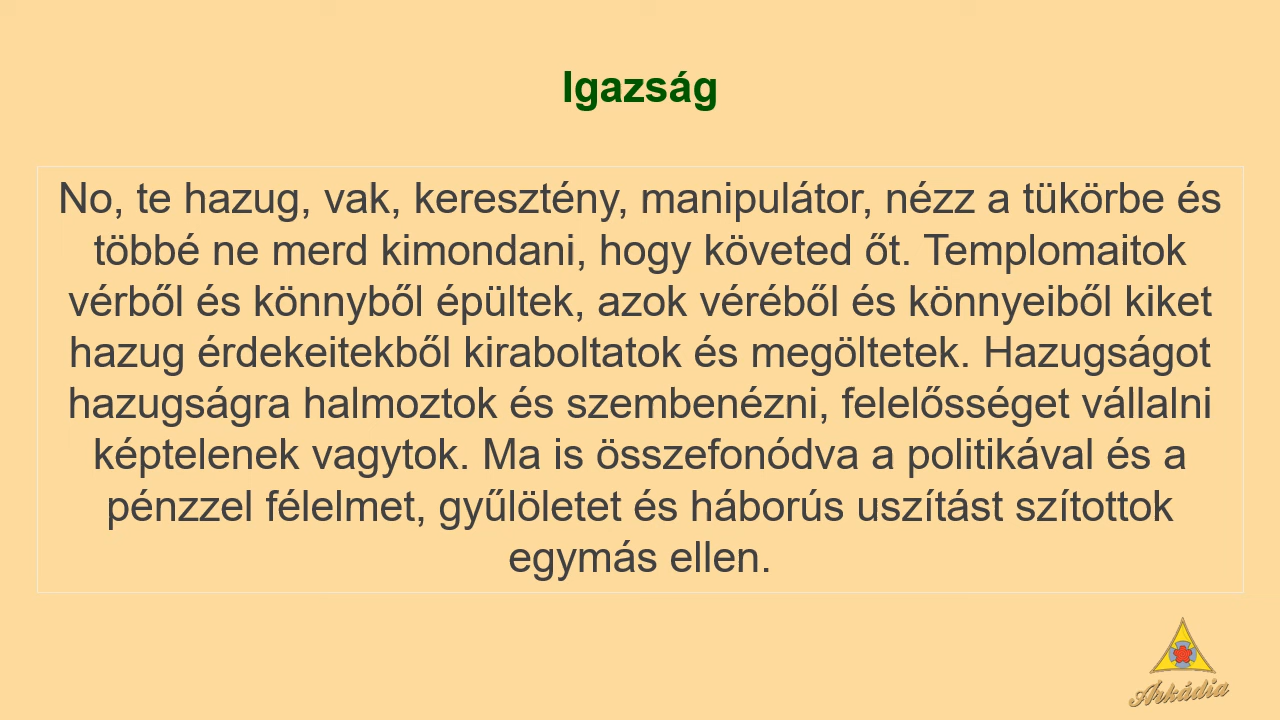 Igazság
No, te hazug, vak, keresztény, manipulátor, nézz a tükörbe és
többé ne merd kimondani, hogy követed őt. Templomaitok
vérből és könnyből épültek, azok véréből és könnyeiből kiket
hazug érdekeitekből kiraboltatok és megöltetek. Hazugságot
hazugságra halmoztok és szembenézni, felelősséget vállalni
képtelenek vagytok. Ma is összefonódva a politikával és a
pénzzel félelmet, gyűlöletet és háborús uszítást szítottok
egymás ellen.
Arkádia